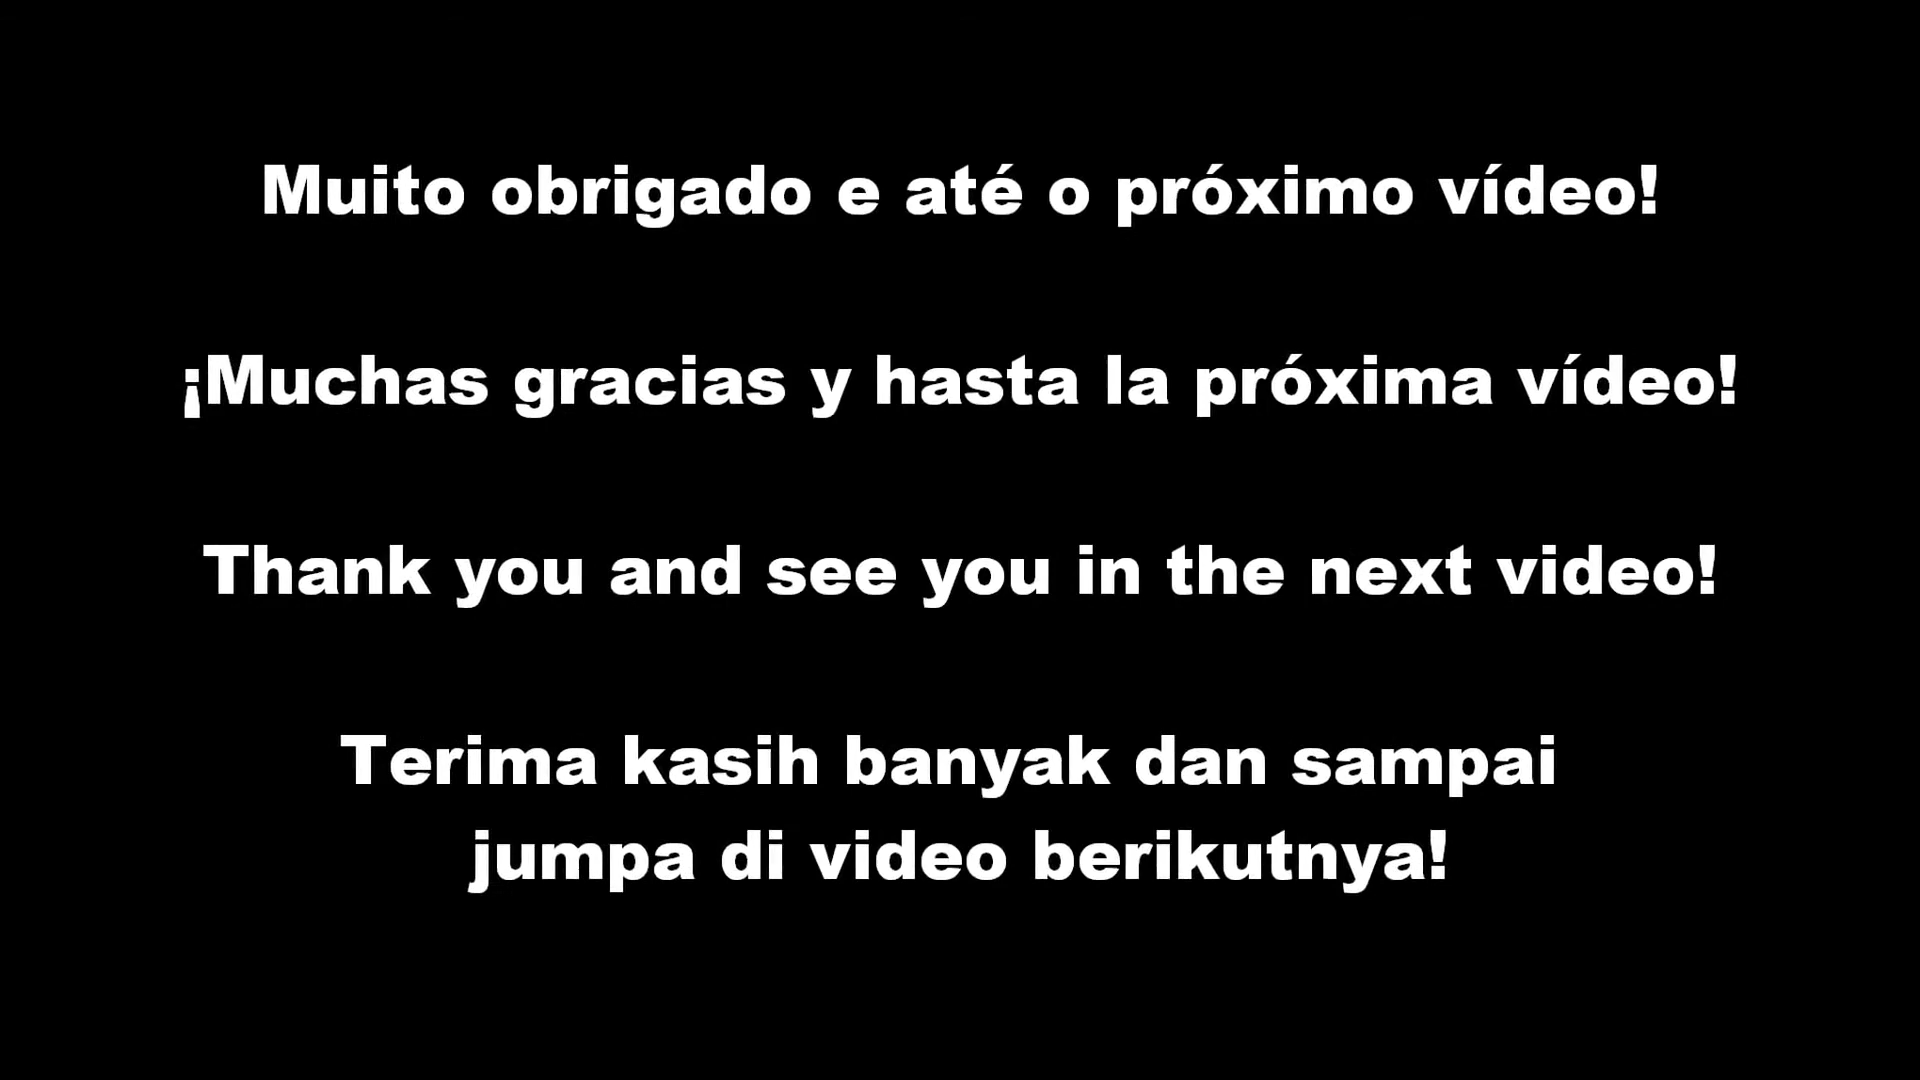 Muito obrigado e até o próximo vídeo!
¡Muchas gracias y hasta la próxima vídeo!
Thank you and see you in the next video!
Terima kasih banyak dan sampai
jumpa di video berikutnya!